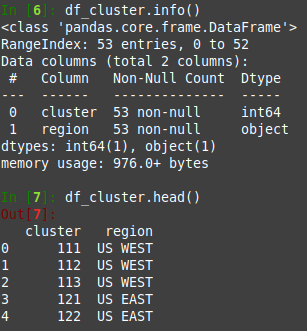 In [6]: df_cluster.info()
<class 'pandas.core.frame.DataFrame'>
RangeIndex: 53 entries, 0 to 52
Data columns (total 2 columns):
 #   Column   Non-Null Count  Dtype
---  ------   --------------  -----
 0   cluster  53 non-null     int64
 1   region   53 non-null     object
dtypes: int64(1), object(1)
memory usage: 976.0+ bytes
In [7]: df_cluster.head()
Out[7]:
   cluster   region
0      111  US WEST
1      112  US WEST
2      113  US WEST
3      121  US EAST
4      122  US EAST